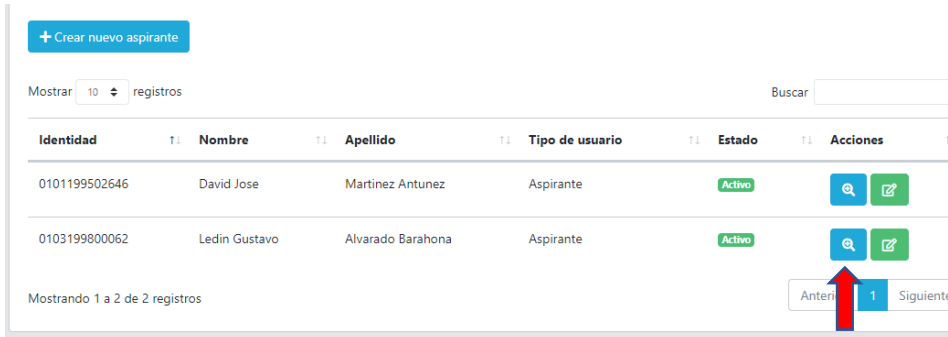 Crear nuevo aspirante
Mostrar 10 registros Buscar
Identidad Nombre Apellido Tipo de usuario Estado Acciones
0101199502646 David Jose Martinez Antunez Aspirante Activo
0103199800062 Ledin Gustavo Alvarado Barahona Aspirante Activo
Mostrando 1 a 2 de 2 registros 1 Siguiente